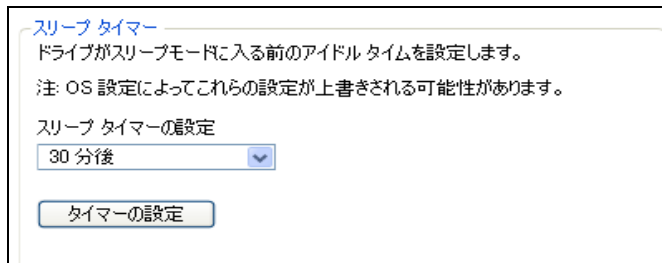 スリープ タイマー
ドライブがスリープモードに入る前のアイドル タイムを設定します。
注: OS 設定によってこれらの設定が上書きされる可能性があります。
スリープ タイマーの設定
30 分後
タイマーの設定